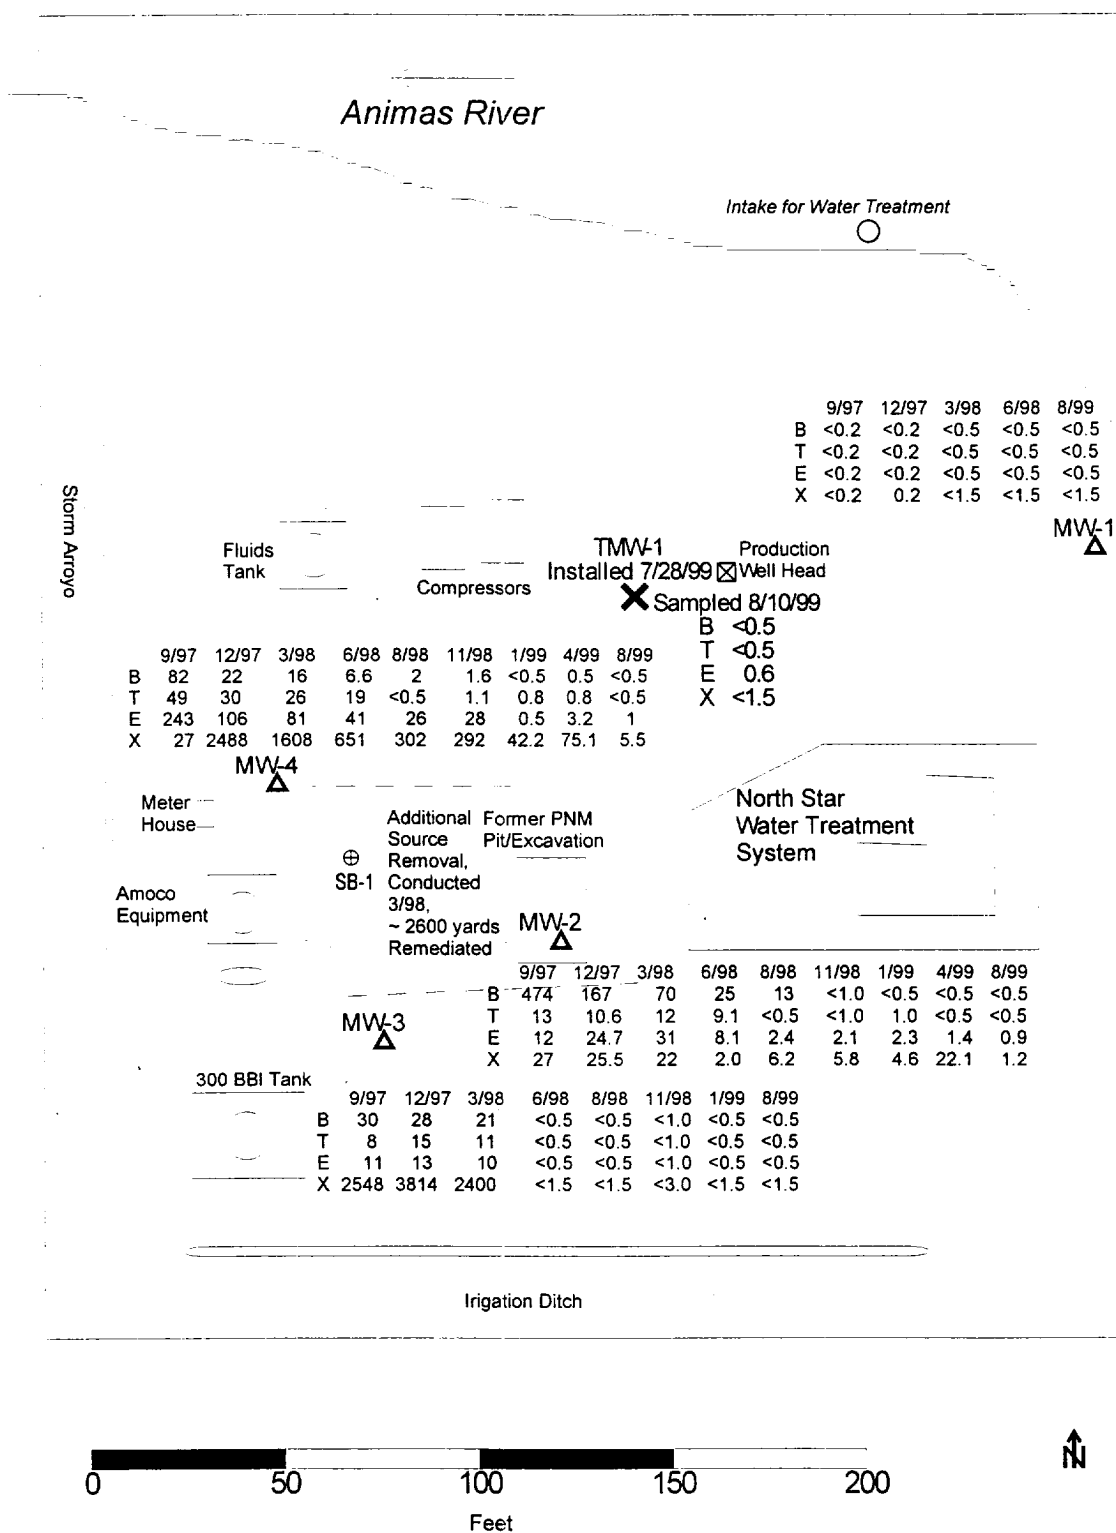 Animas River
Intake for Water Treatment
9/97 12/97 3/98 6/98 8/99
B <0.2 <0.2 <0.5 <0.5 <0.5
T <0.2 <0.2 <0.5 <0.5 <0.5
E <0.2 <0.2 <0.5 <0.5 <0.5
X <0.2 0.2 <1.5 <1.5 <1.5
MW-1
Storm Arroyo
Fluids
Tank
Compressors
TMW-1
Installed 7/28/99
Production
Well Head
Sampled 8/10/99
B <0.5
T <0.5
E 0.6
X <1.5
9/97 12/97 3/98 6/98 8/98 11/98 1/99 4/99 8/99
B 82 22 16 6.6 2 1.6 <0.5 0.5 <0.5
T 49 30 26 19 <0.5 1.1 0.8 0.8 <0.5
E 243 106 81 41 26 28 0.5 3.2 1
X 27 2488 1608 651 302 292 42.2 75.1 5.5
MW-4
Meter
House
Additional
Source
Removal,
Conducted
3/98,
~ 2600 yards
Remediated
Former PNM
Pit/Excavation
North Star
Water Treatment
System
SB-1
Amoco
Equipment
MW-2
9/97 12/97 3/98 6/98 8/98 11/98 1/99 4/99 8/99
B 474 167 70 25 13 <1.0 <0.5 <0.5 <0.5
T 13 10.6 12 9.1 <0.5 <1.0 1.0 <0.5 <0.5
E 12 24.7 31 8.1 2.4 2.1 2.3 1.4 0.9
X 27 25.5 22 2.0 6.2 5.8 4.6 22.1 1.2
MW-3
300 BBl Tank
9/97 12/97 3/98 6/98 8/98 11/98 1/99 8/99
B 30 28 21 <0.5 <0.5 <1.0 <0.5 <0.5
T 8 15 11 <0.5 <0.5 <1.0 <0.5 <0.5
E 11 13 10 <0.5 <0.5 <1.0 <0.5 <0.5
X 2548 3814 2400 <1.5 <1.5 <3.0 <1.5 <1.5
Irigation Ditch
0 50 100 150 200
Feet
N